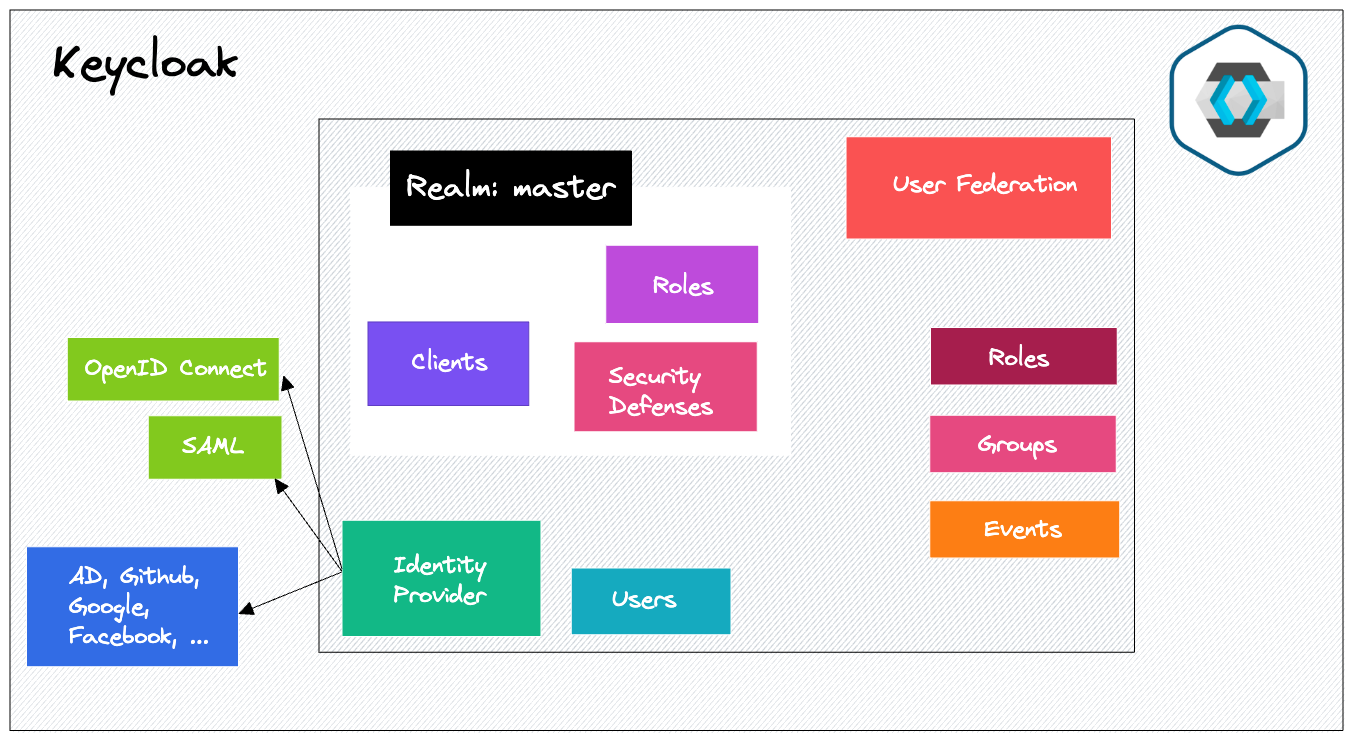 Keycloak
Realm: master
User Federation
Roles
Clients
Security
Defenses
OpenID Connect
SAML
Roles
Groups
Events
Identity
Provider
Users
AD, Github,
Google,
Facebook, ...